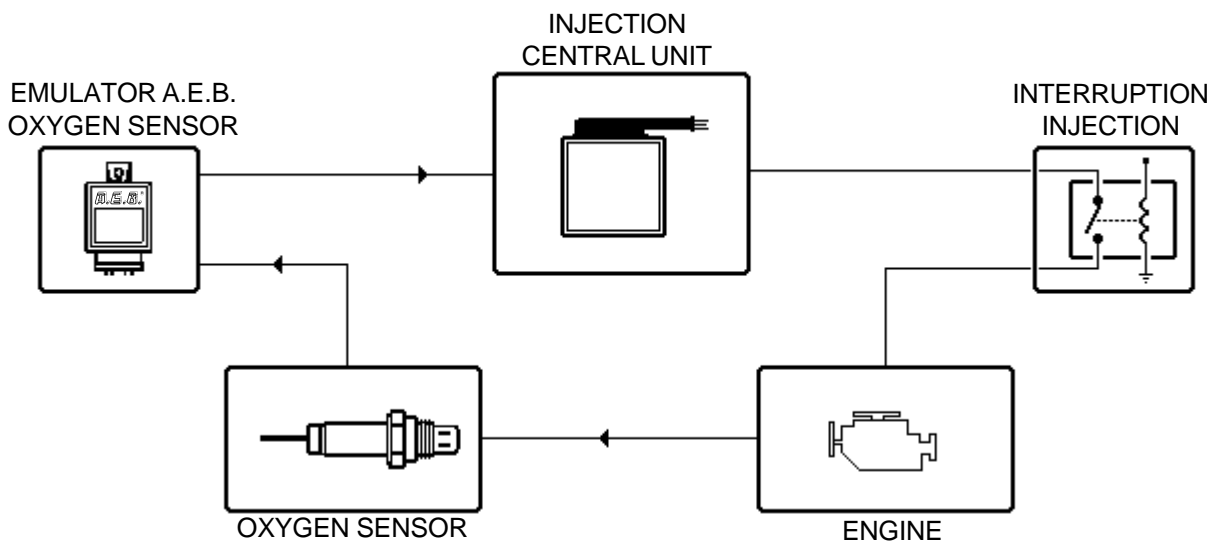 INJECTION
CENTRAL UNIT
EMULATOR A.E.B.
OXYGEN SENSOR
INTERRUPTION
INJECTION
A.E.B.
OXYGEN SENSOR
ENGINE